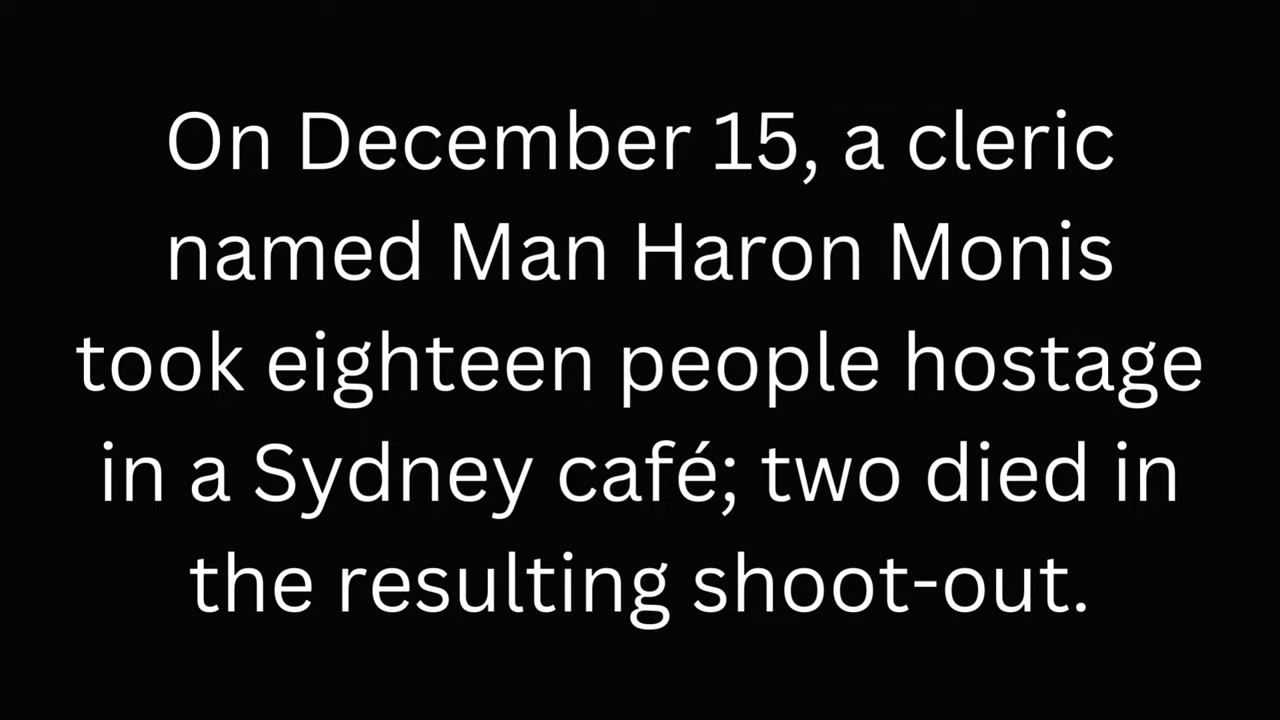 On December 15, a cleric
named Man Haron Monis
took eighteen people hostage
in a Sydney café; two died in
the resulting shoot-out.